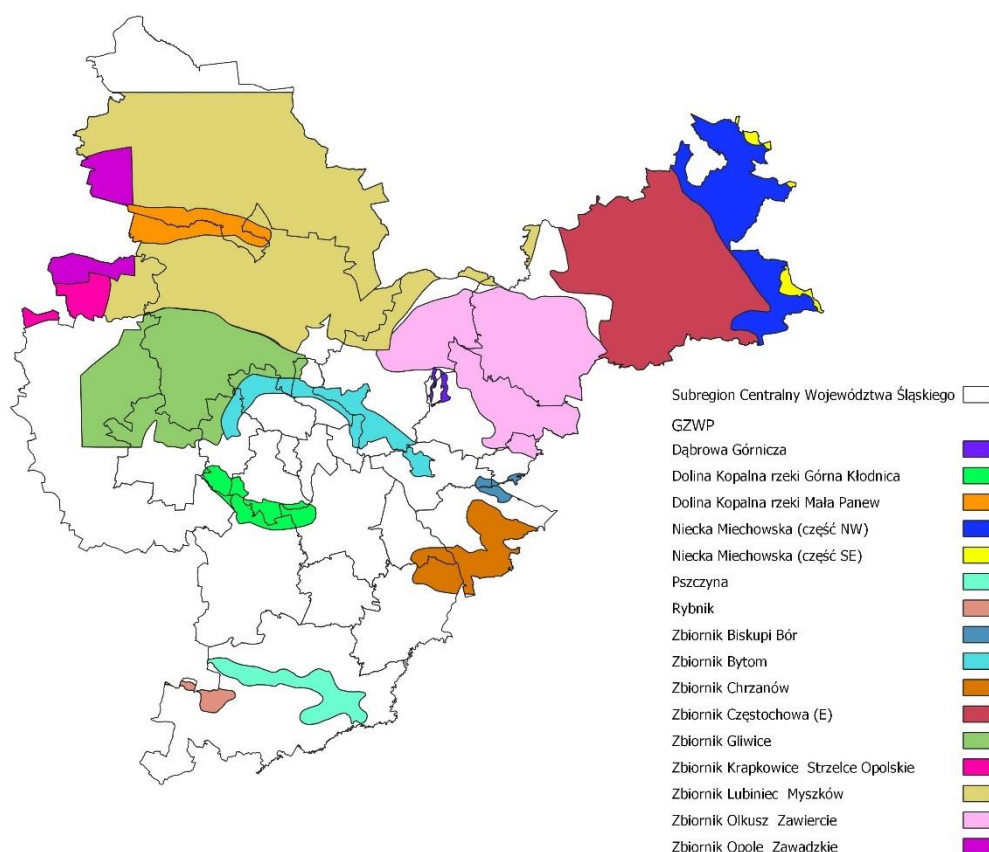 Subregion Centralny Województwa Śląskiego
GZWP
Dąbrowa Górnicza
Dolina Kopalna rzeki Górna Kłodnica
Dolina Kopalna rzeki Mała Panew
Niecka Miechowska (część NW)
Niecka Miechowska (część SE)
Pszczyna
Rybnik
Zbiornik Biskupi Bór
Zbiornik Bytom
Zbiornik Chrzanów
Zbiornik Częstochowa (E)
Zbiornik Gliwice
Zbiornik Krapkowice Strzelce Opolskie
Zbiornik Lubiniec Myszków
Zbiornik Olkusz Zawiercie
Zbiornik Opole Zawadzkie